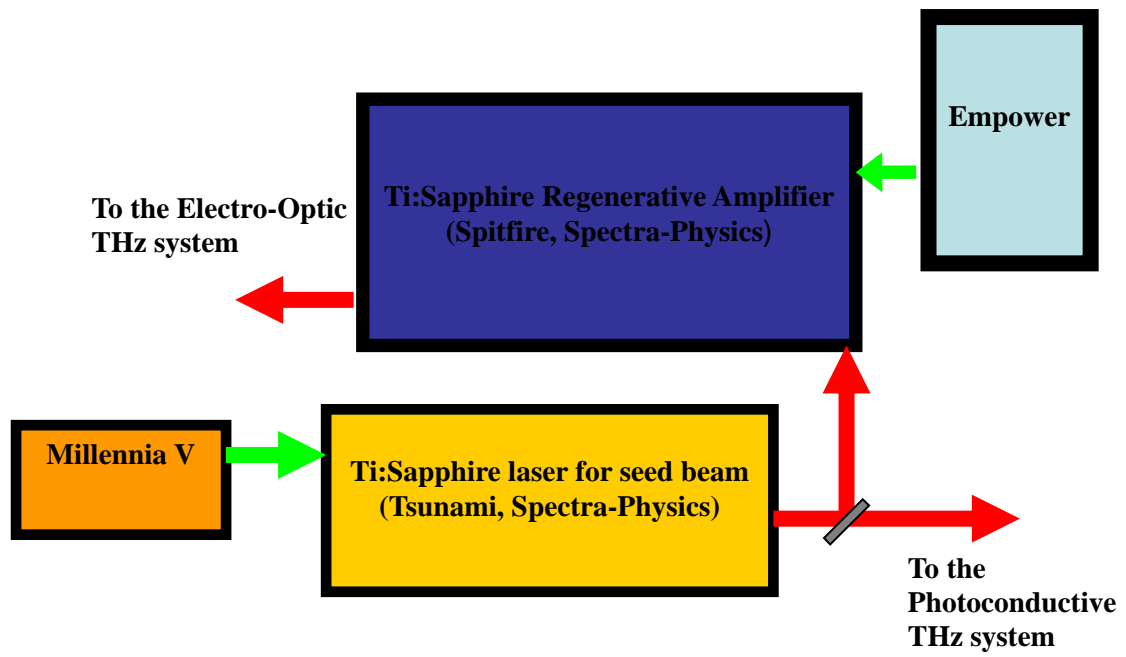 Empower
Ti:Sapphire Regenerative Amplifier
(Spitfire, Spectra-Physics)
To the Electro-Optic
THz system
Millennia V
Ti:Sapphire laser for seed beam
(Tsunami, Spectra-Physics)
To the
Photoconductive
THz system